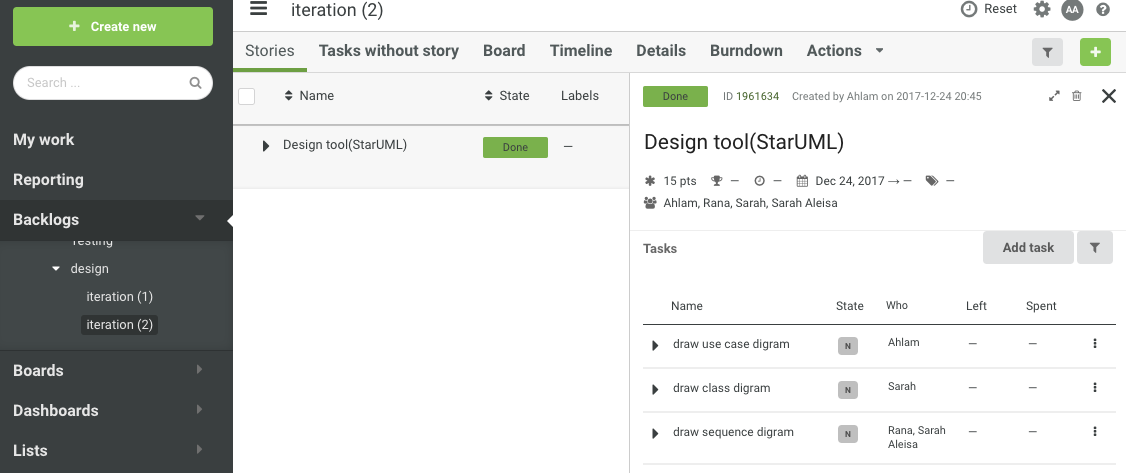 Create new
Search ...
My work
Reporting
Backlogs
Testing
design
iteration (1)
iteration (2)
Boards
Dashboards
Lists
iteration (2)
Reset
AA
?
Stories Tasks without story Board Timeline Details Burndown Actions
Name State Labels
Design tool(StarUML) Done –
Done ID 1961634 Created by Ahlam on 2017-12-24 20:45
Design tool(StarUML)
15 pts – – Dec 24, 2017 → – –
Ahlam, Rana, Sarah, Sarah Aleisa
Tasks Add task
Name State Who Left Spent
draw use case digram N Ahlam – –
draw class digram N Sarah – –
draw sequence digram N Rana, Sarah – –
Aleisa